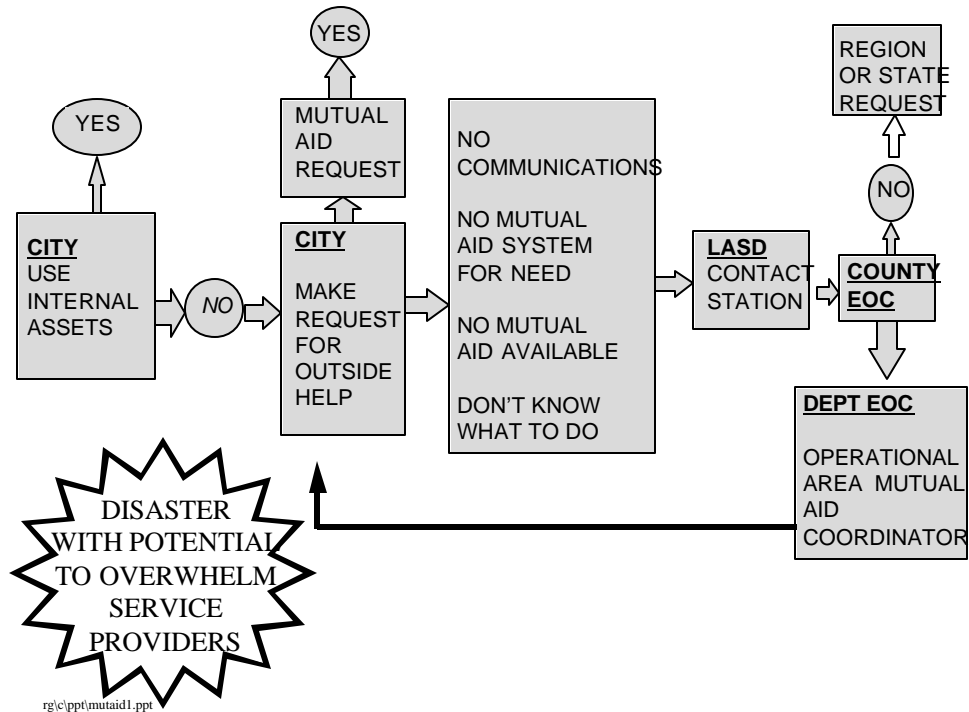 YES
CITY
USE
INTERNAL
ASSETS
NO
YES
MUTUAL
AID
REQUEST
CITY
MAKE
REQUEST
FOR
OUTSIDE
HELP
NO
COMMUNICATIONS
NO MUTUAL
AID SYSTEM
FOR NEED
NO MUTUAL
AID AVAILABLE
DON'T KNOW
WHAT TO DO
LASD
CONTACT
STATION
REGION
OR STATE
REQUEST
NO
COUNTY
EOC
DEPT EOC
OPERATIONAL
AREA MUTUAL
AID
COORDINATOR
DISASTER
WITH POTENTIAL
TO OVERWHELM
SERVICE
PROVIDERS
rg\c\ppt\mutaid1.ppt